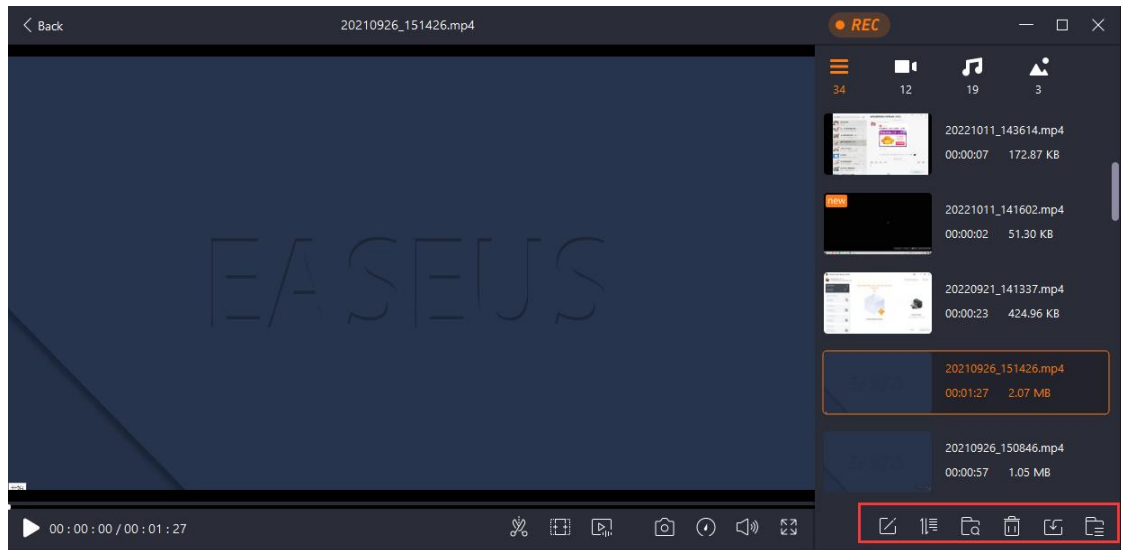 Back
20210926_151426.mp4
REC
34
12
19
3
20221011_143614.mp4
00:00:07 172.87 KB
new
20221011_141602.mp4
00:00:02 51.30 KB
20220921_141337.mp4
00:00:23 424.96 KB
20210926_151426.mp4
00:01:27 2.07 MB
20210926_150846.mp4
00:00:57 1.05 MB
EASEUS
00 : 00 : 00 / 00 : 01 : 27